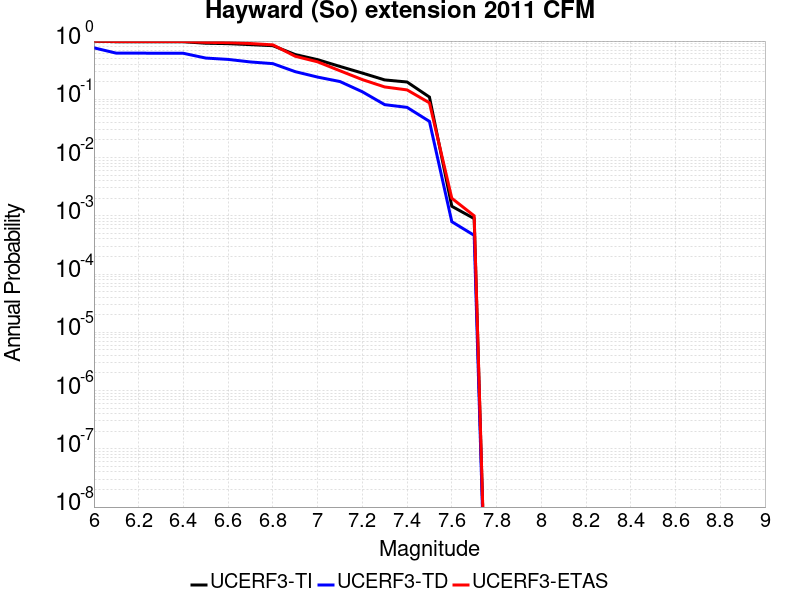 Hayward (So) extension 2011 CFM
Annual Probability
10^0
10^-1
10^-2
10^-3
10^-4
10^-5
10^-6
10^-7
10^-8
6 6.2 6.4 6.6 6.8 7 7.2 7.4 7.6 7.8 8 8.2 8.4 8.6 8.8 9
Magnitude
UCERF3-TI UCERF3-TD UCERF3-ETAS